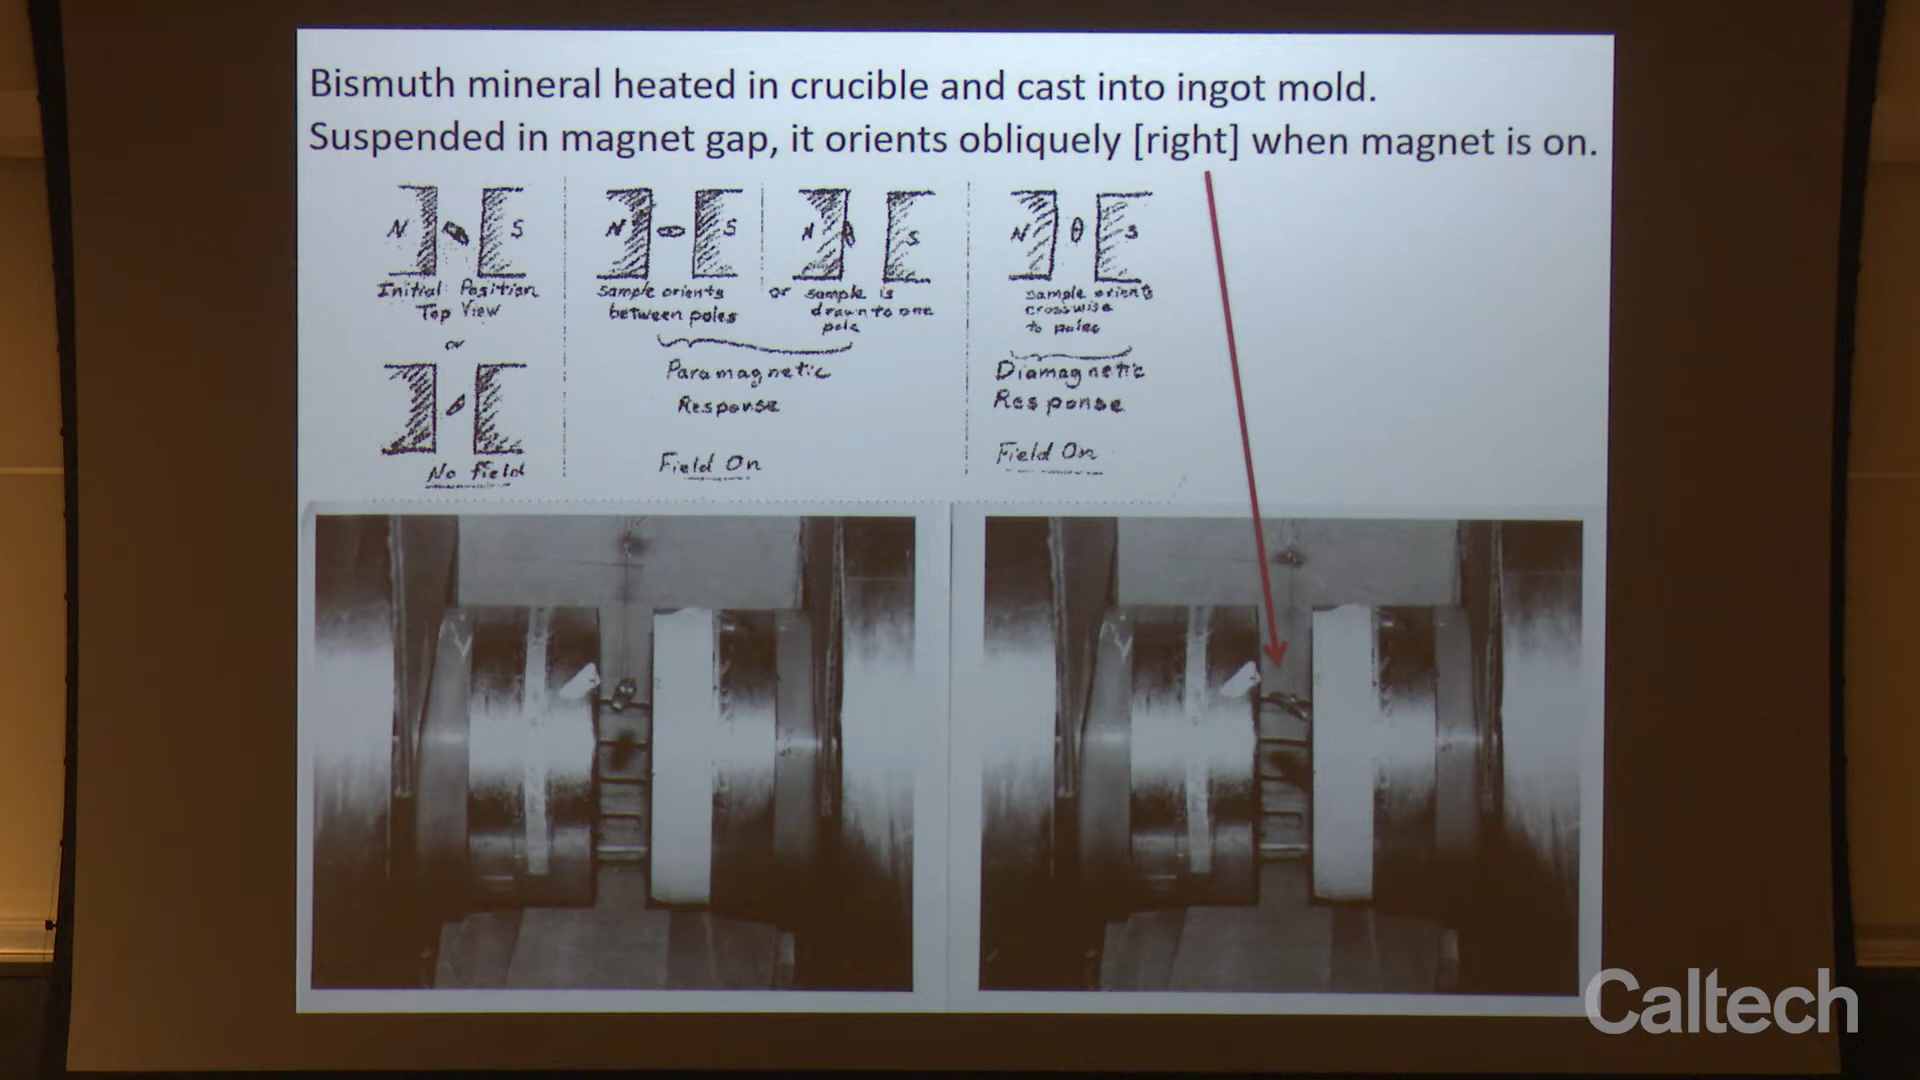 Bismuth mineral heated in crucible and cast into ingot mold.
Suspended in magnet gap, it orients obliquely [right] when magnet is on.
N S
Initial Position
Top View
or
No field
N S
Sample orients
between poles
or
N S
sample is
drawn to one
pole
Paramagnetic
Response
Field On
N S
sample orients
crosswise
to poles
Diamagnetic
Response
Field On
Caltech